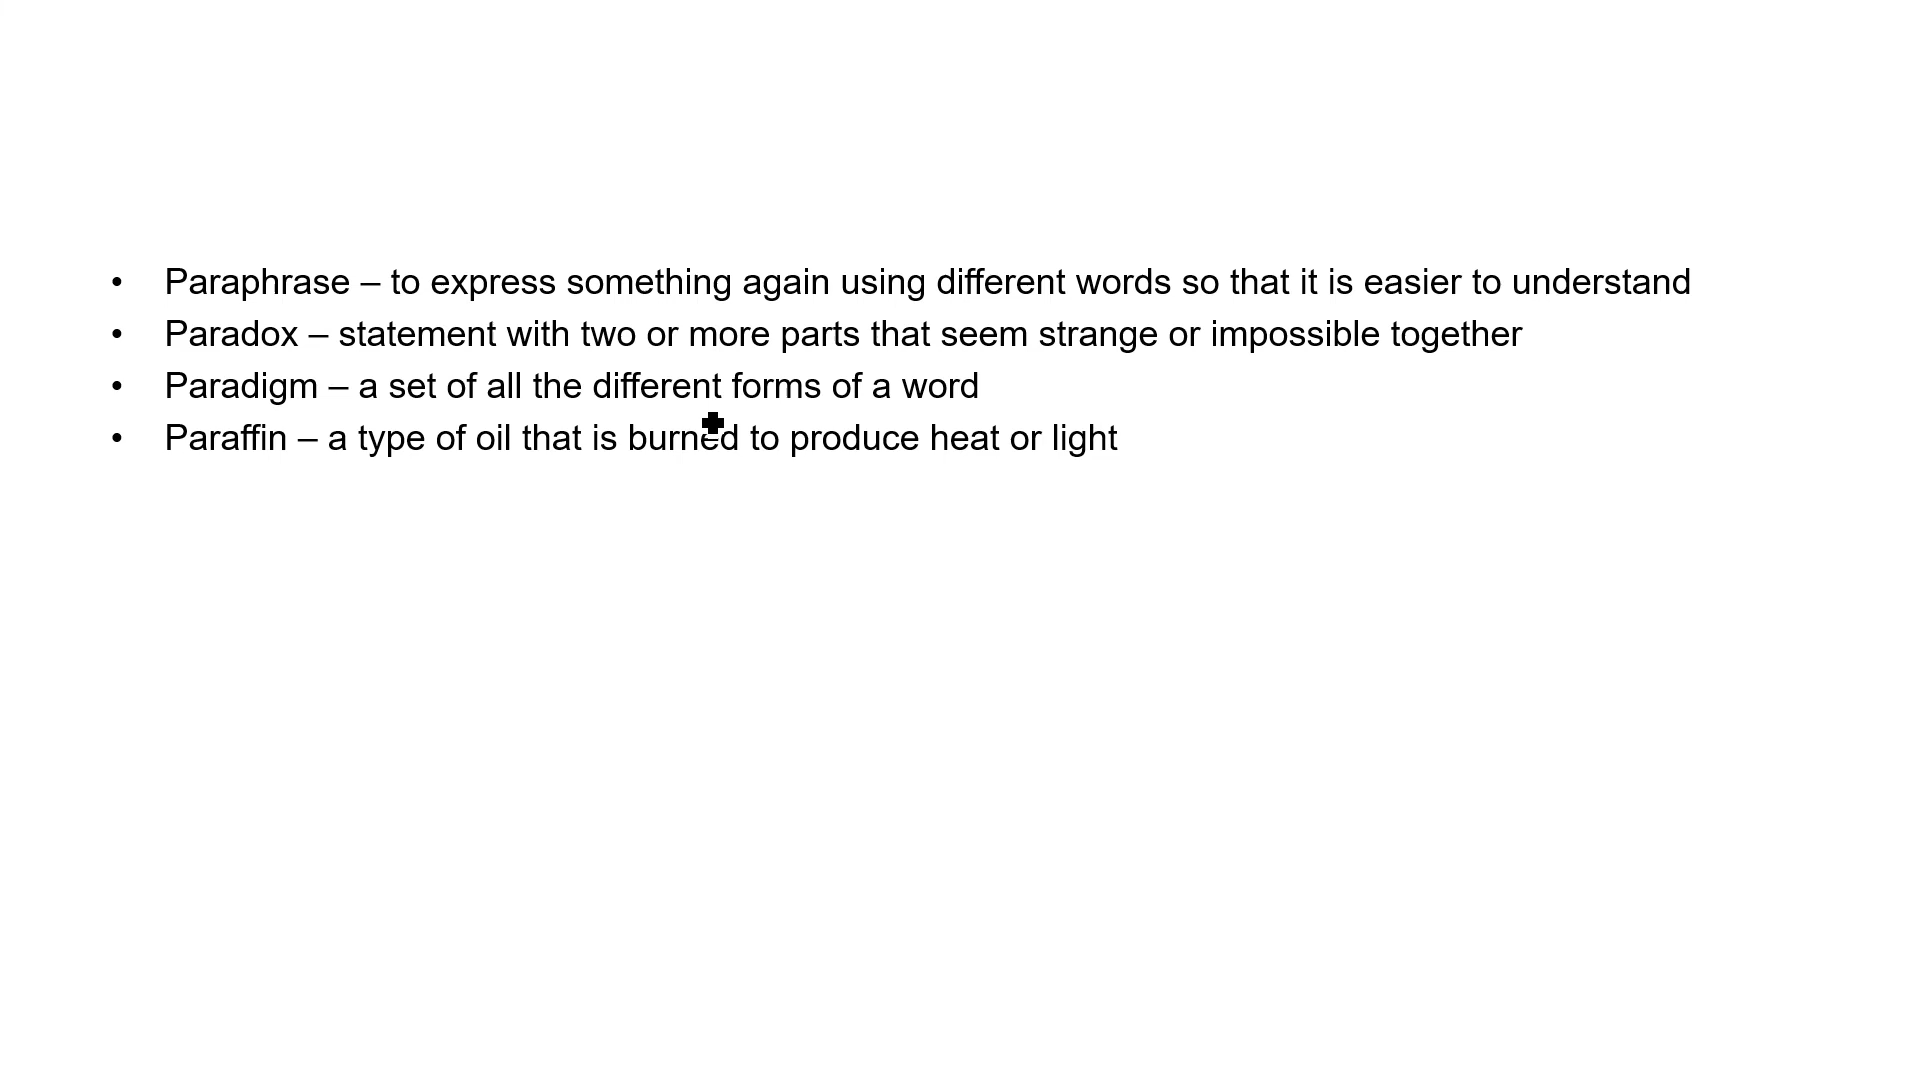 • Paraphrase – to express something again using different words so that it is easier to understand
• Paradox – statement with two or more parts that seem strange or impossible together
• Paradigm – a set of all the different forms of a word
• Paraffin – a type of oil that is burned to produce heat or light